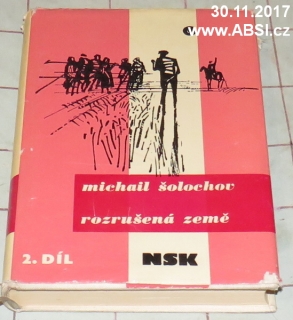 30.11.2017
www.ABSI.cz
michail šolochov
rozrušená země
2. DÍL
NSK